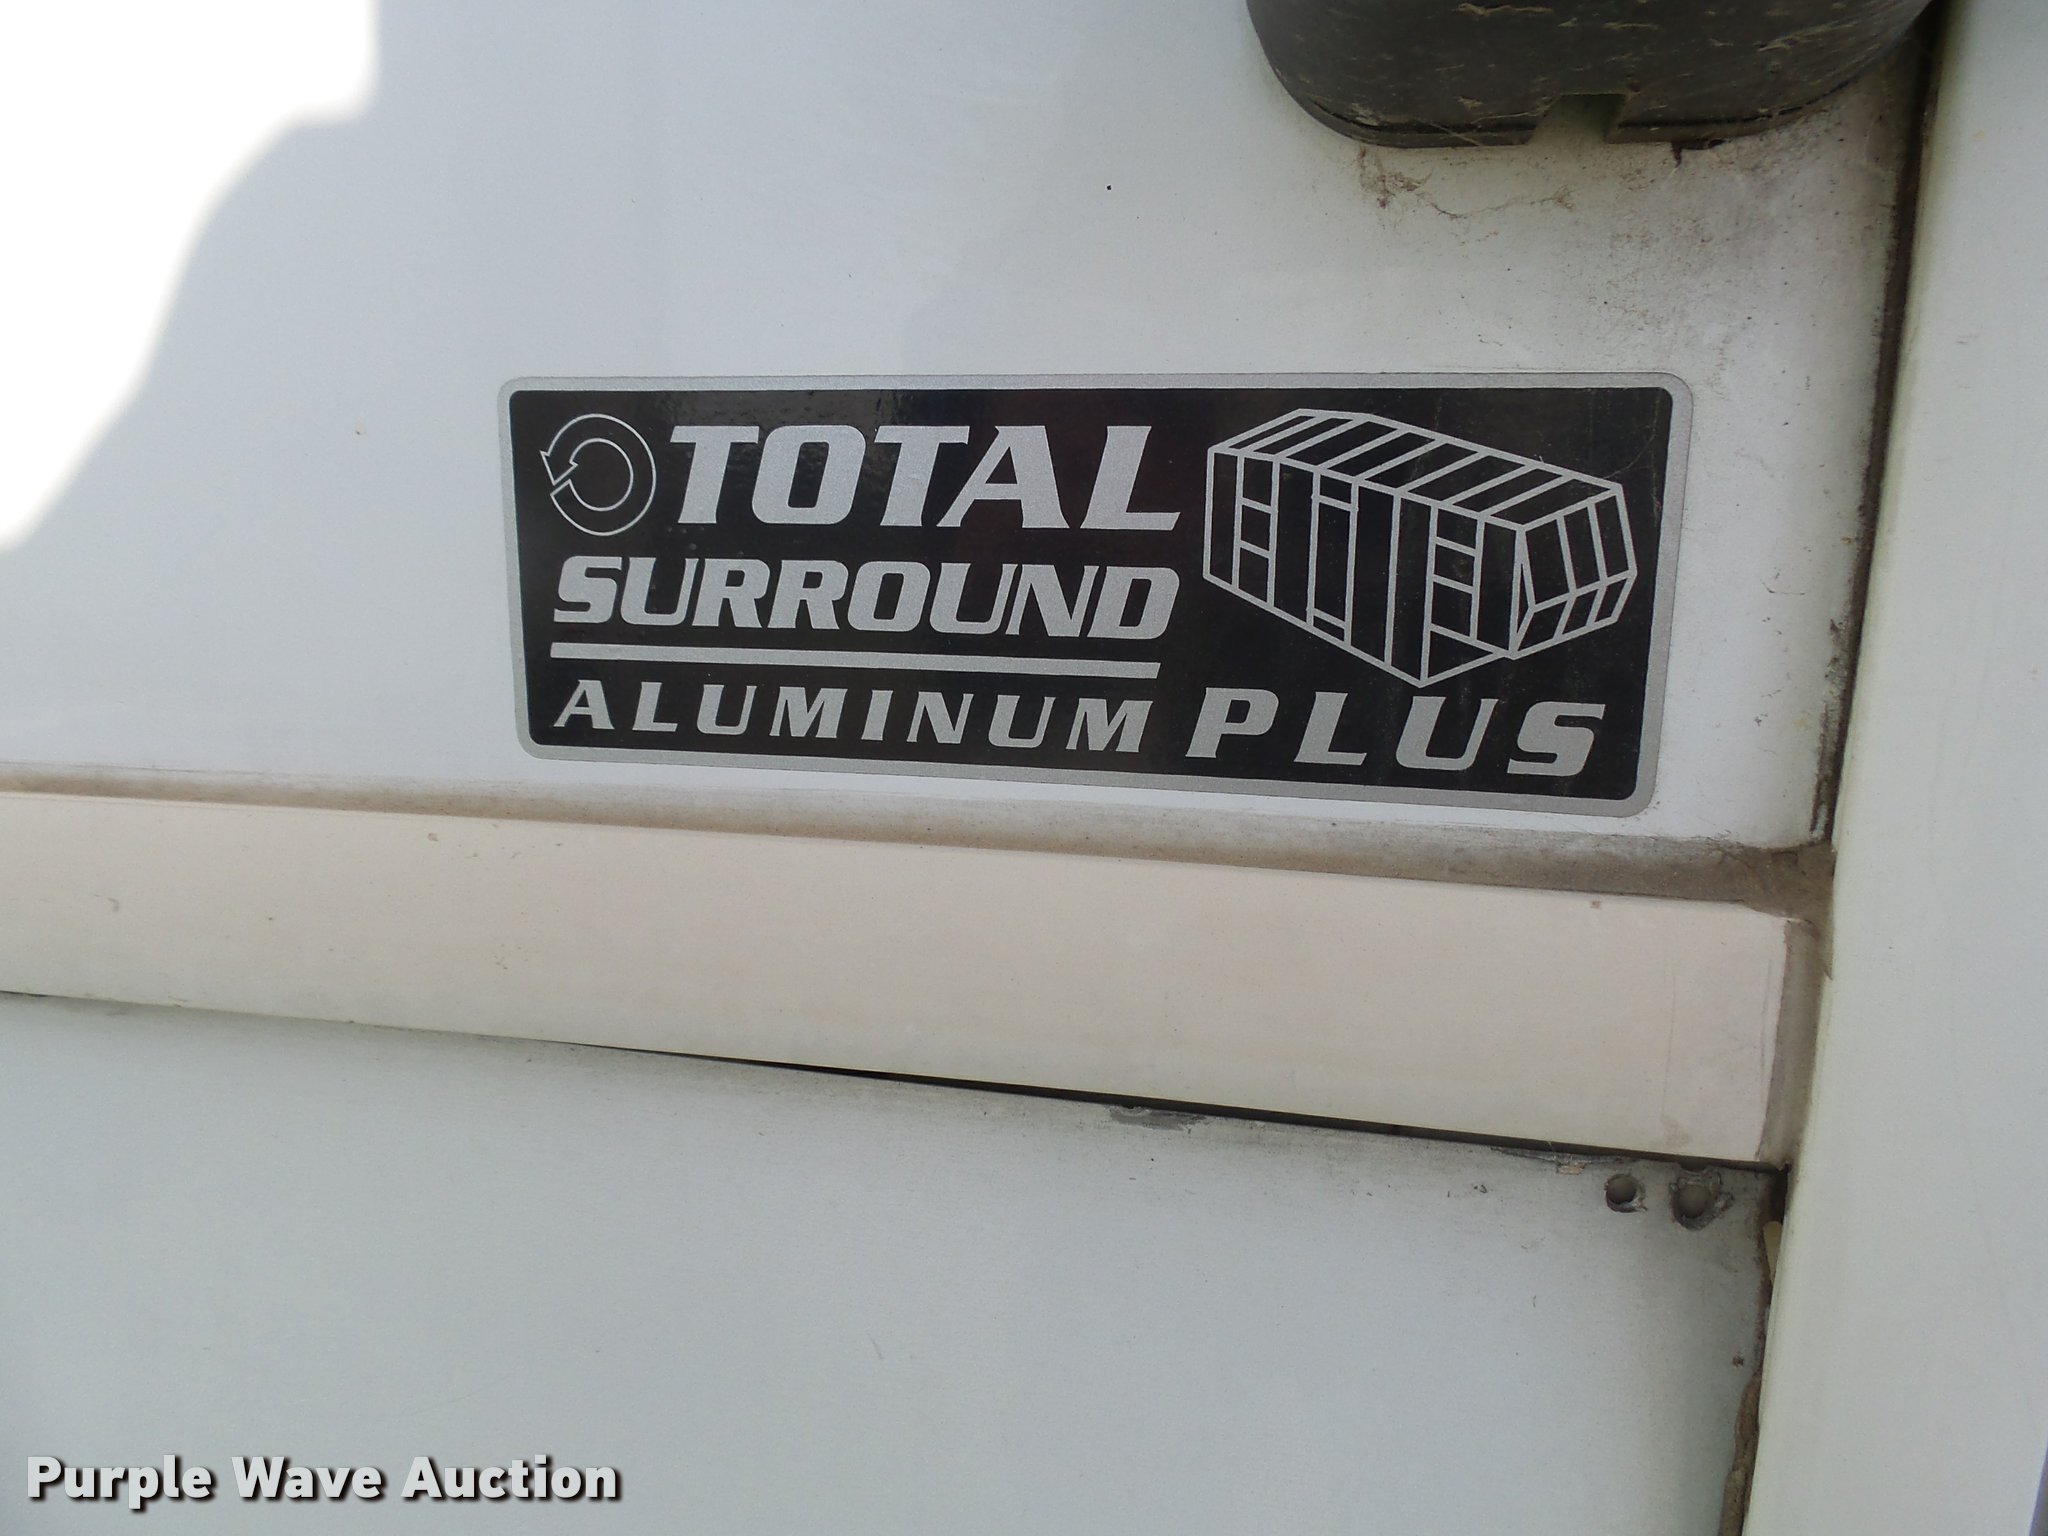 TOTAL
SURROUND
ALUMINUM PLUS
Purple Wave Auction